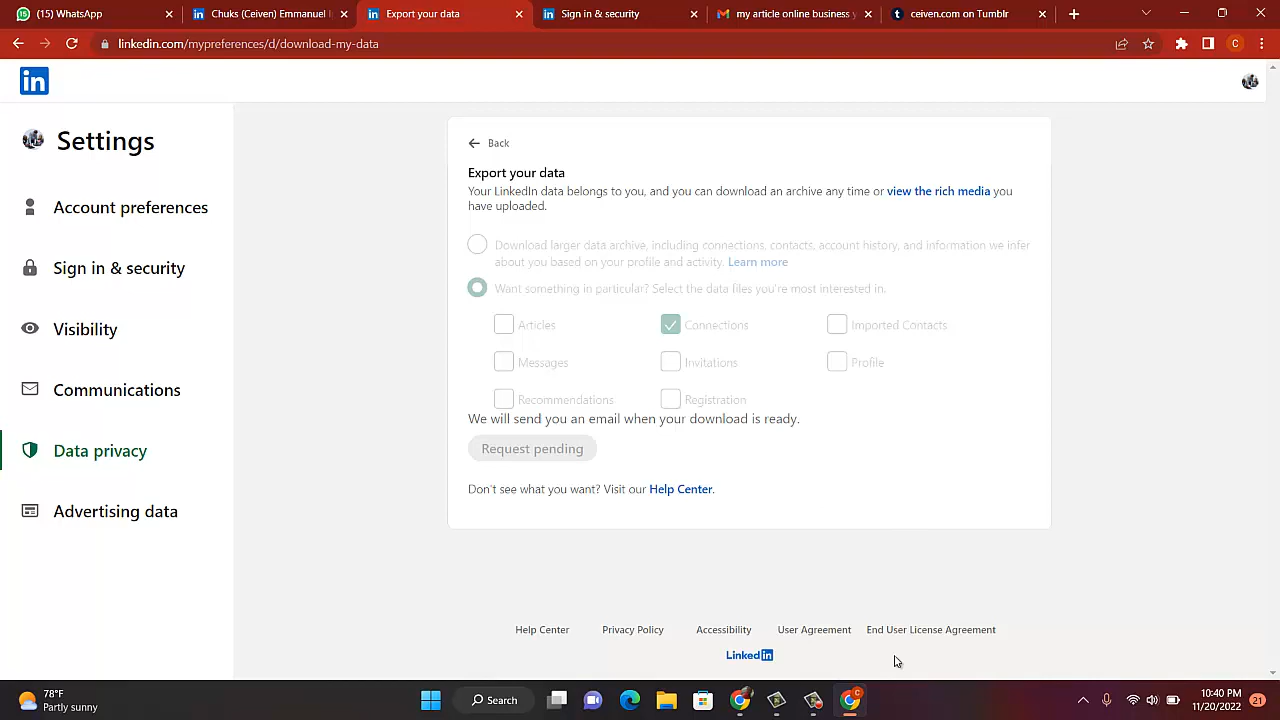 (15) WhatsApp
Chuks (Ceiven) Emmanuel
Export your data
Sign in & security
my article online business
ceiven.com on Tumblr
linkedin.com/mypreferences/d/download-my-data
C
in
Settings
Account preferences
Sign in & security
Visibility
Communications
Data privacy
Advertising data
Back
Export your data
Your LinkedIn data belongs to you, and you can download an archive any time or view the rich media you
have uploaded.
Download larger data archive, including connections, contacts, account history, and information we infer
about you based on your profile and activity. Learn more
Want something in particular? Select the data files you're most interested in.
Articles Connections Imported Contacts
Messages Invitations Profile
Recommendations Registration
We will send you an email when your download is ready.
Request pending
Don't see what you want? Visit our Help Center.
Help Center Privacy Policy Accessibility User Agreement End User License Agreement
LinkedIn
78°F
Partly sunny
Search
10:40 PM
11/20/2022
21